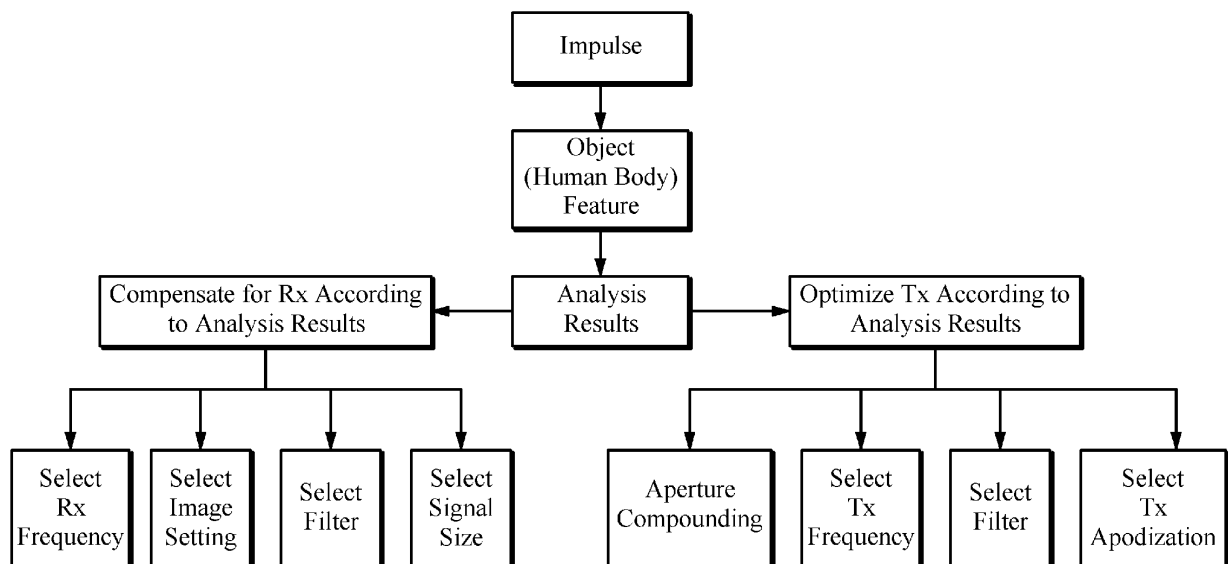 Impulse
Object
(Human Body)
Feature
Compensate for Rx According
to Analysis Results
Analysis
Results
Optimize Tx According to
Analysis Results
Select
Rx
Frequency
Select
Image
Setting
Select
Filter
Select
Signal
Size
Aperture
Compounding
Select
Tx
Frequency
Select
Filter
Select
Tx
Apodization